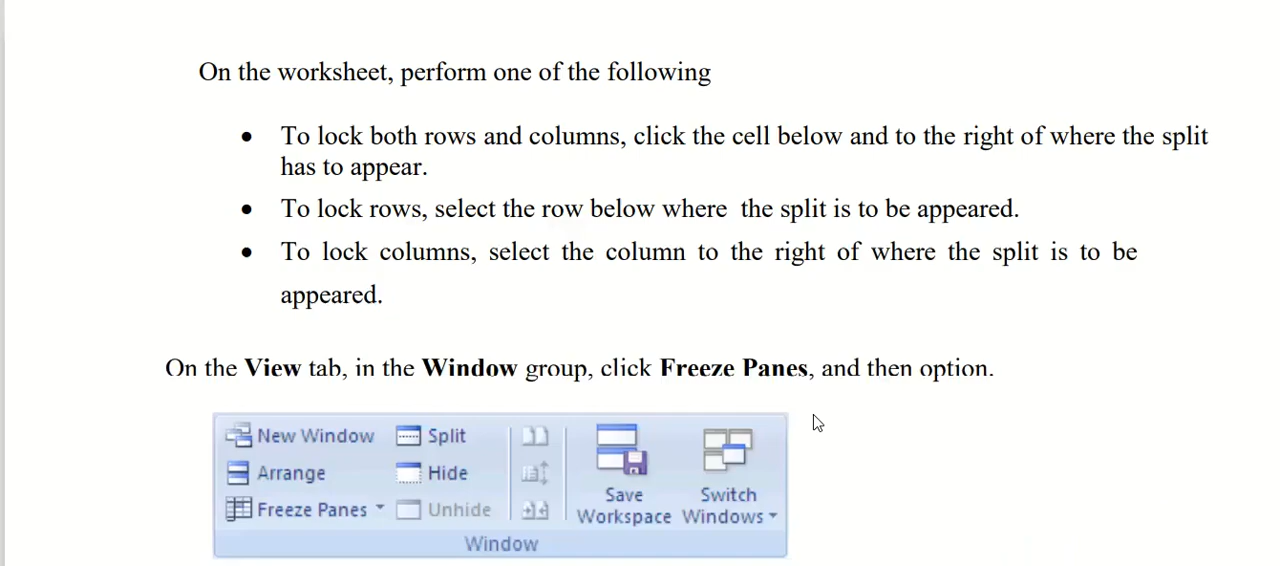 On the worksheet, perform one of the following
• To lock both rows and columns, click the cell below and to the right of where the split
has to appear.
• To lock rows, select the row below where the split is to be appeared.
• To lock columns, select the column to the right of where the split is to be
appeared.
On the View tab, in the Window group, click Freeze Panes, and then option.
New Window Split
Arrange Hide
Freeze Panes Unhide
Save
Workspace
Switch
Windows
Window